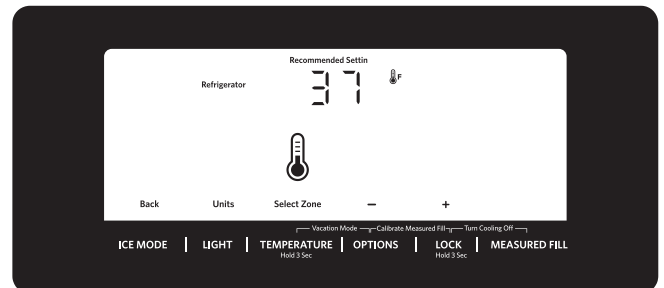 Recommended Settin
Refrigerator 37 F
Back Units Select Zone – +
Vacation Mode Calibrate Measured Fill Turn Cooling Off
ICE MODE LIGHT TEMPERATURE OPTIONS LOCK MEASURED FILL
Hold 3 Sec Hold 3 Sec